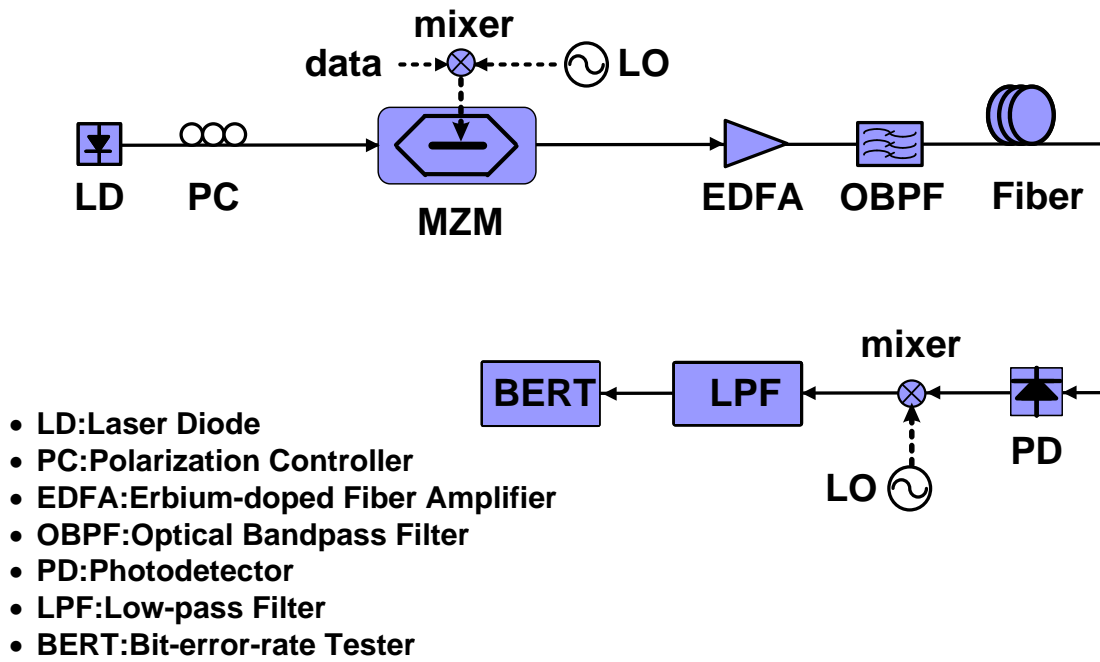 mixer
data
LO
LD
PC
MZM
EDFA
OBPF
Fiber
mixer
BERT
LPF
PD
LO
• LD:Laser Diode
• PC:Polarization Controller
• EDFA:Erbium-doped Fiber Amplifier
• OBPF:Optical Bandpass Filter
• PD:Photodetector
• LPF:Low-pass Filter
• BERT:Bit-error-rate Tester